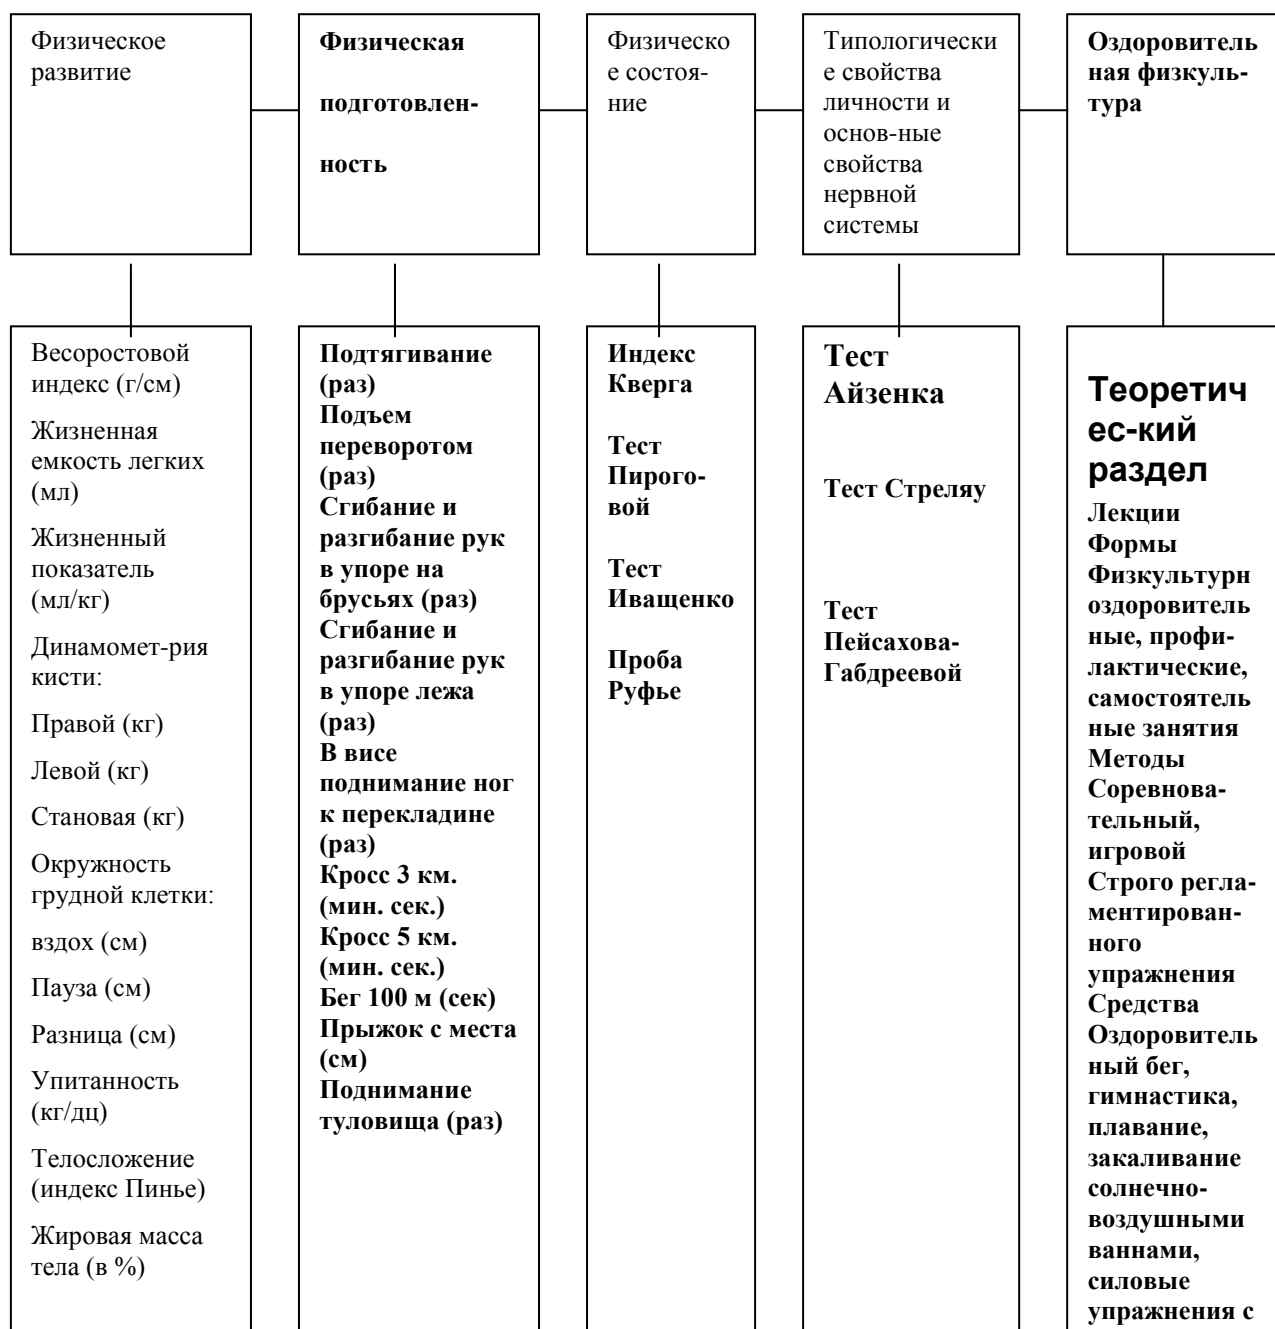 Физическое
развитие
Физическая
подготовлен-
ность
Физическо
е состоя-
ние
Типологически
е свойства
личности и
основ-ные
свойства
нервной
системы
Оздоровитель
ная физкуль-
тура
Весоростовой
индекс (г/см)
Жизненная
емкость легких
(мл)
Жизненный
показатель
(мл/кг)
Динамомет-рия
кисти:
Правой (кг)
Левой (кг)
Становая (кг)
Окружность
грудной клетки:
вздох (см)
Пауза (см)
Разница (см)
Упитанность
(кг/дц)
Телосложение
(индекс Пинье)
Жировая масса
тела (в %)
Подтягивание
(раз)
Подъем
переворотом
(раз)
Сгибание и
разгибание рук
в упоре на
брусьях (раз)
Сгибание и
разгибание рук
в упоре лежа
(раз)
В висе
поднимание ног
к перекладине
(раз)
Кросс 3 км.
(мин. сек.)
Кросс 5 км.
(мин. сек.)
Бег 100 м (сек)
Прыжок с места
(см)
Поднимание
туловища (раз)
Индекс
Кверга
Тест
Пирого-
вой
Тест
Иващенко
Проба
Руфье
Тест
Айзенка
Тест Стреляу
Тест
Пейсахова-
Габдреевой
Теоретич
ес-кий
раздел
Лекции
Формы
Физкультурн
оздоровитель
ные, профи-
лактические,
самостоятель
ные занятия
Методы
Соревнова-
тельный,
игровой
Строго регла-
ментирован-
ного
упражнения
Средства
Оздоровитель
ный бег,
гимнастика,
плавание,
закаливание
солнечно-
воздушными
ваннами,
силовые
упражнения с